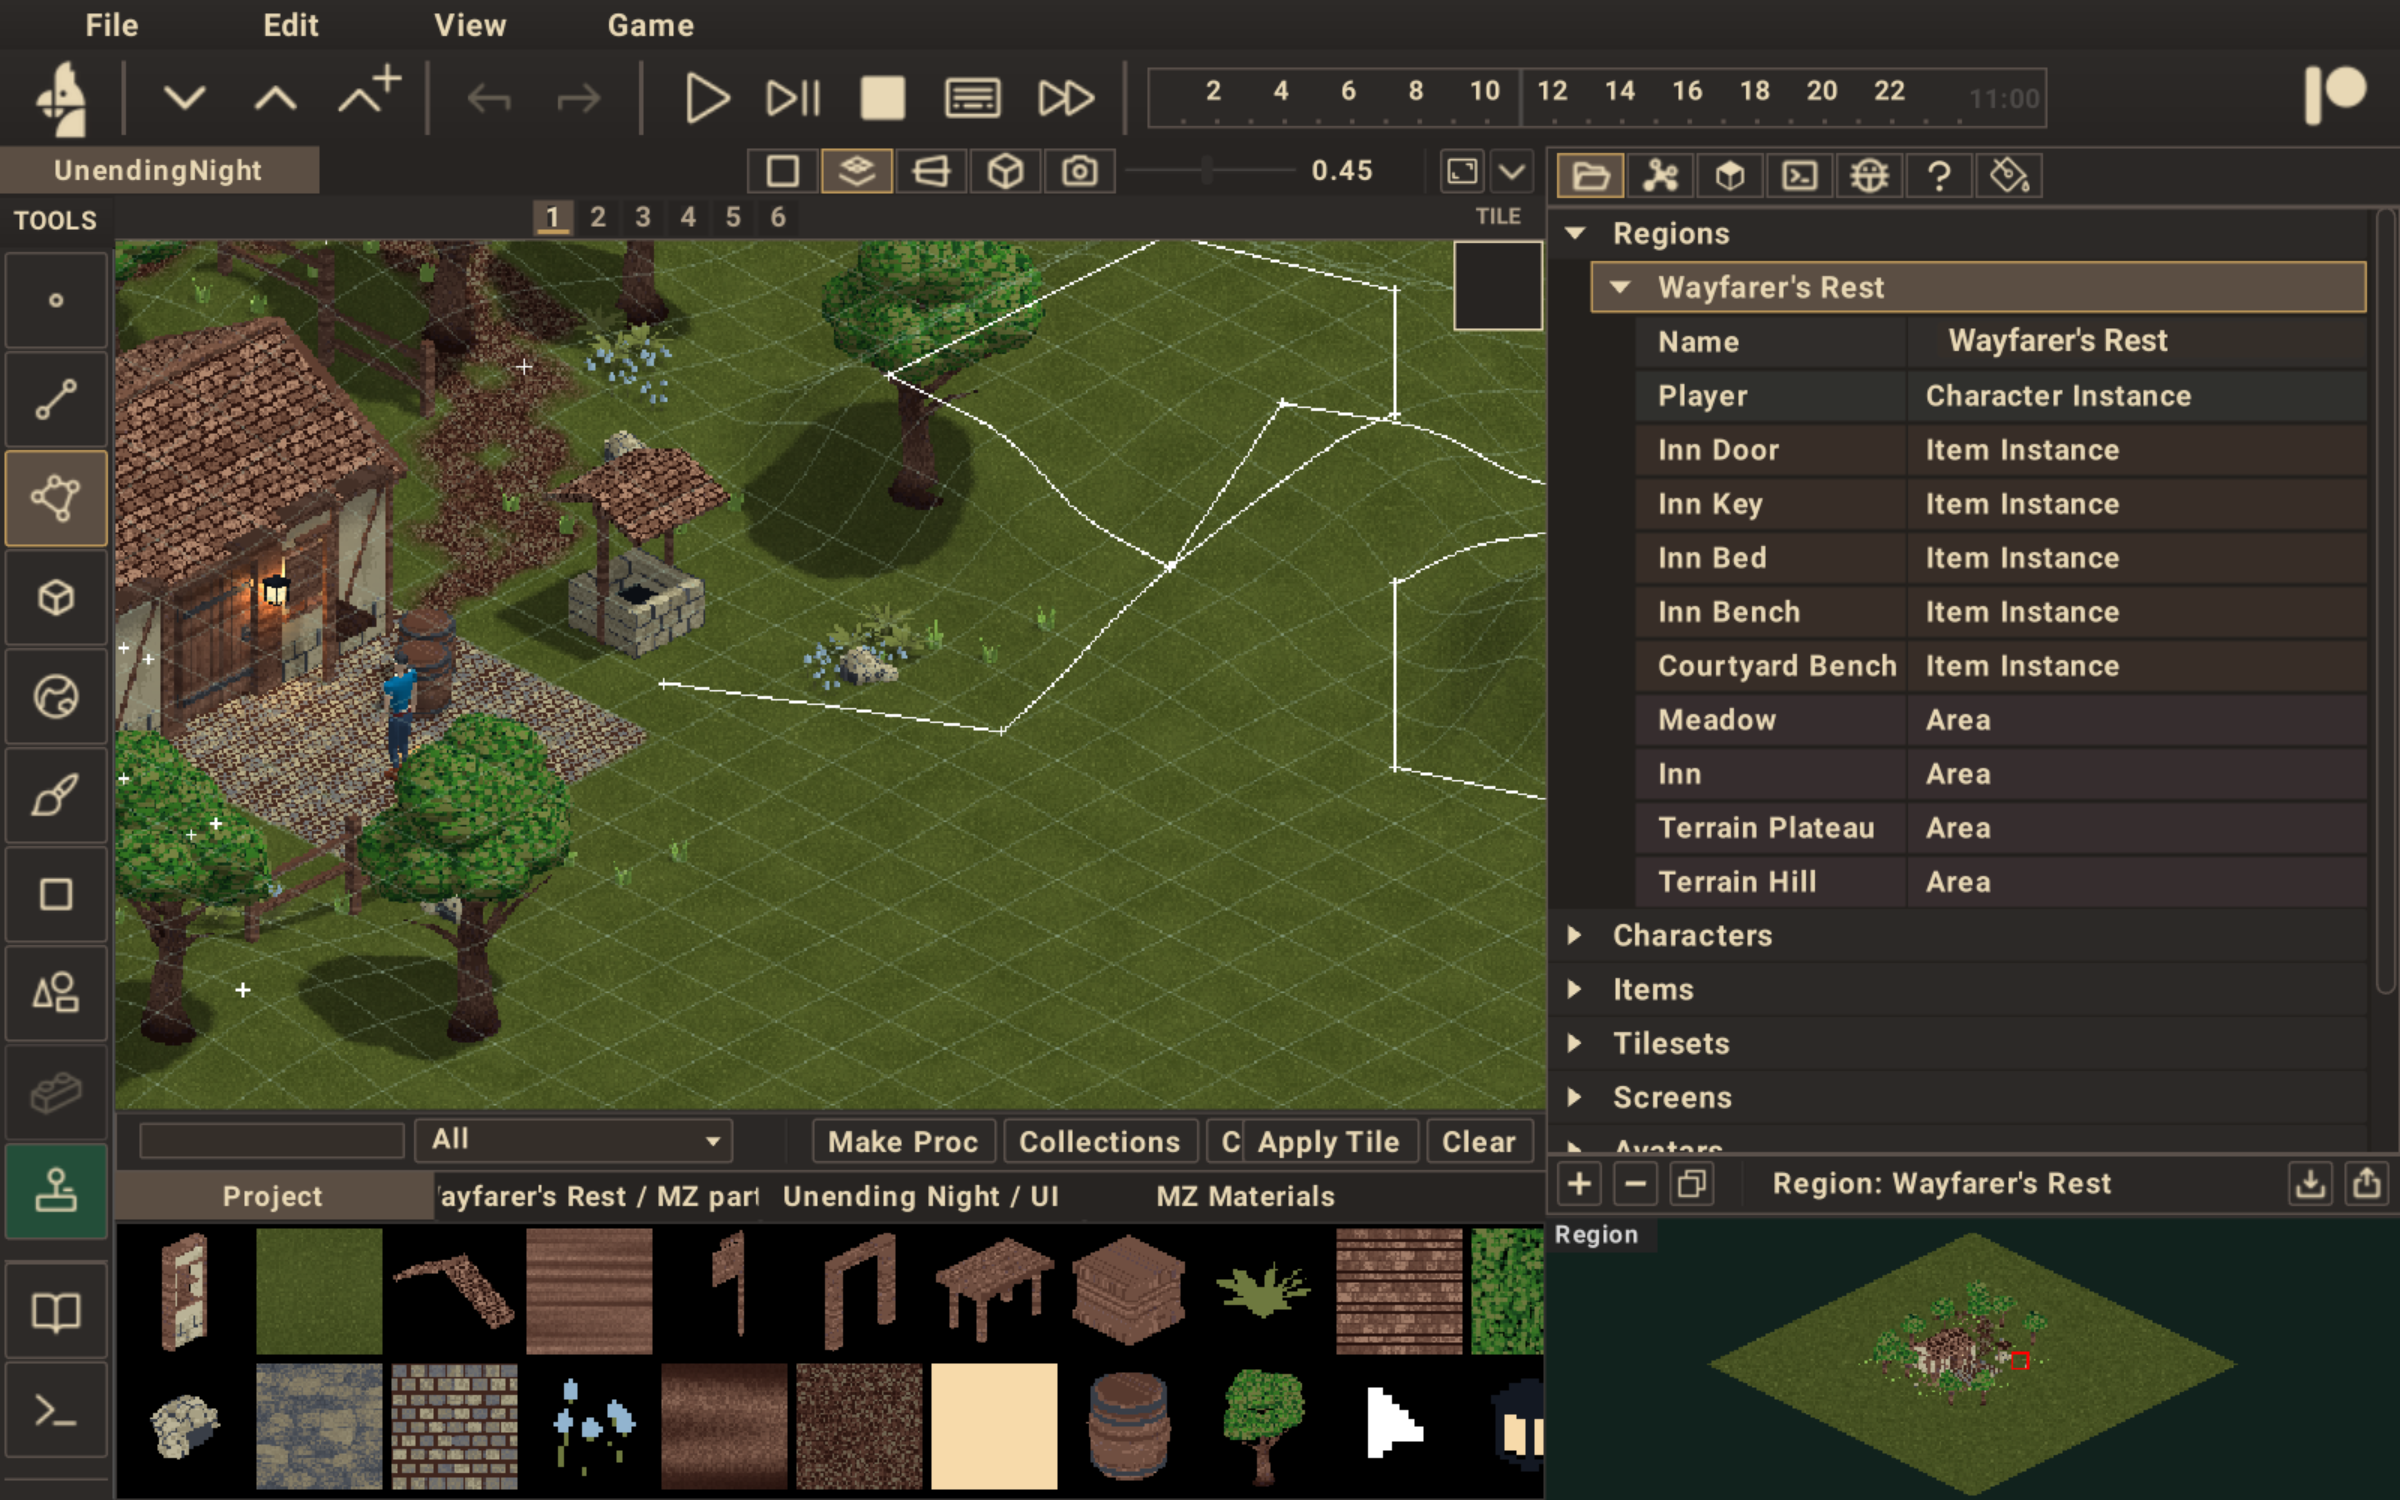 File Edit View Game
2 4 6 8 10 12 14 16 18 20 22 11:00
UnendingNight
0.45
TOOLS
1 2 3 4 5 6
TILE
Regions
Wayfarer's Rest
Name Wayfarer's Rest
Player Character Instance
Inn Door Item Instance
Inn Key Item Instance
Inn Bed Item Instance
Inn Bench Item Instance
Courtyard Bench Item Instance
Meadow Area
Inn Area
Terrain Plateau Area
Terrain Hill Area
Characters
Items
Tilesets
Screens
Avatars
All Make Proc Collections C Apply Tile Clear
Region: Wayfarer's Rest
Project ayfarer's Rest / MZ part Unending Night / UI MZ Materials
Region